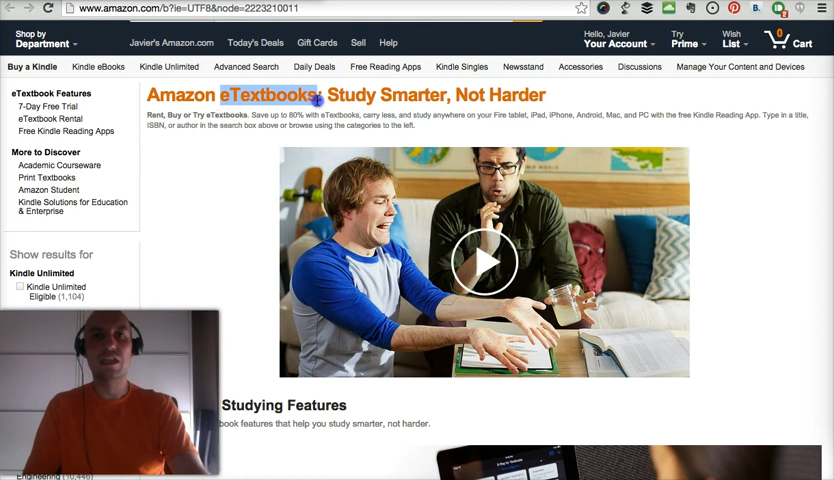 www.amazon.com/b?ie=UTF8&node=2223210011
Shop by
Department
Javier's Amazon.com
Today's Deals
Gift Cards
Sell
Help
Hello, Javier
Your Account
Try
Prime
Wish
List
0
Cart
Buy a Kindle
Kindle eBooks
Kindle Unlimited
Advanced Search
Daily Deals
Free Reading Apps
Kindle Singles
Newsstand
Accessories
Discussions
Manage Your Content and Devices
eTextbook Features
7-Day Free Trial
eTextbook Rental
Free Kindle Reading Apps
More to Discover
Academic Courseware
Print Textbooks
Amazon Student
Kindle Solutions for Education
& Enterprise
Show results for
Kindle Unlimited
Kindle Unlimited
Eligible (1,104)
Amazon eTextbooks: Study Smarter, Not Harder
Rent, Buy or Try eTextbooks. Save up to 80% with eTextbooks, carry less, and study anywhere on your Fire tablet, iPad, iPhone, Android, Mac, and PC with the free Kindle Reading App. Type in a title,
ISBN, or author in the search box above or browse using the categories to the left.
Studying Features
book features that help you study smarter, not harder.